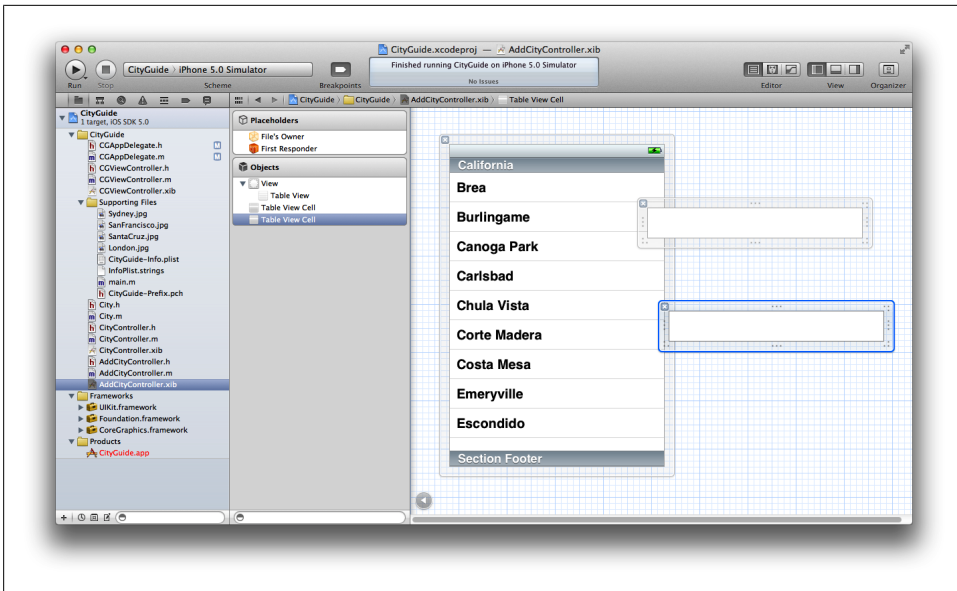 CityGuide.xcodeproj — AddCityController.xib
Run
Stop
CityGuide 〉 iPhone 5.0 Simulator
Scheme
Breakpoints
Finished running CityGuide on iPhone 5.0 Simulator
No Issues
Editor
View
Organizer
CityGuide 〉 CityGuide 〉 AddCityController.xib 〉 Table View Cell
CityGuide
1 target, iOS SDK 5.0
CityGuide
h CGAppDelegate.h ?
m CGAppDelegate.m ?
h CGViewController.h
m CGViewController.m
CGViewController.xib
Supporting Files
Sydney.jpg
SanFrancisco.jpg
SantaCruz.jpg
London.jpg
CityGuide-Info.plist
InfoPlist.strings
m main.m
h CityGuide-Prefix.pch
h City.h
m City.m
h CityController.h
m CityController.m
CityController.xib
h AddCityController.h
m AddCityController.m
AddCityController.xib
Frameworks
UIKit.framework
Foundation.framework
CoreGraphics.framework
Products
CityGuide.app
Placeholders
File's Owner
First Responder
Objects
View
Table View
Table View Cell
Table View Cell
California
Brea
Burlingame
Canoga Park
Carlsbad
Chula Vista
Corte Madera
Costa Mesa
Emeryville
Escondido
Section Footer